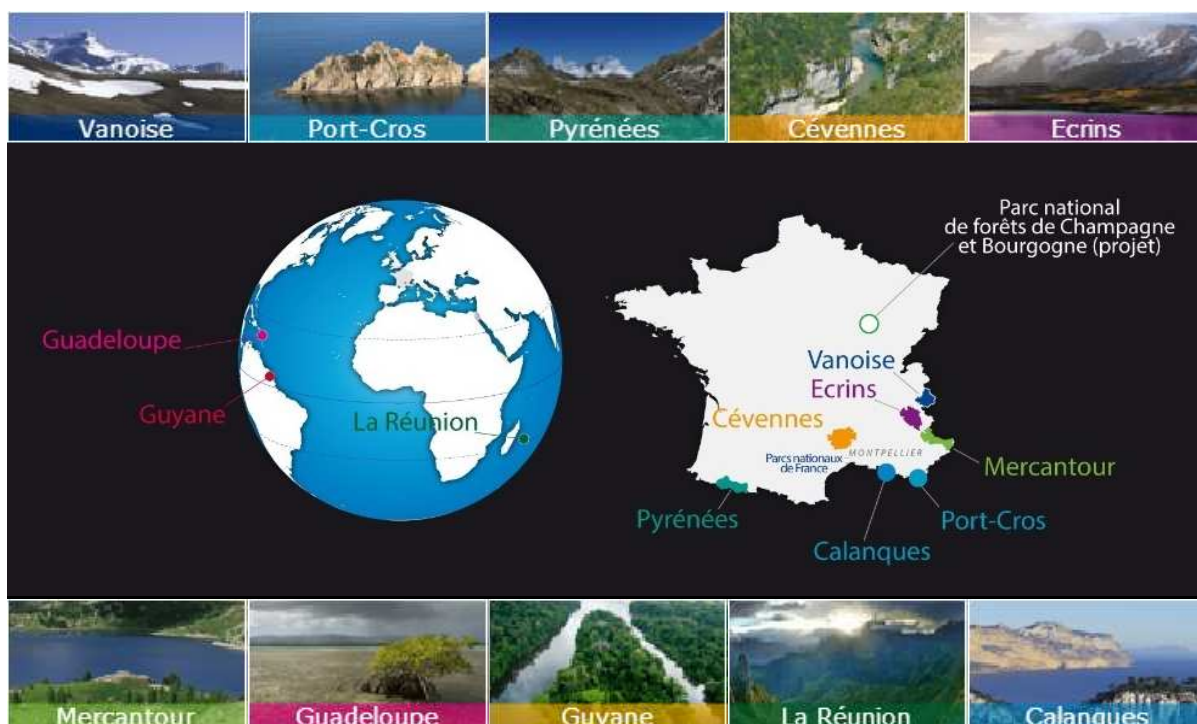 Vanoise
Port-Cros
Pyrénées
Cévennes
Ecrins
Parc national
de forêts de Champagne
et Bourgogne (projet)
Guadeloupe
Guyane
La Réunion
Vanoise
Ecrins
Cévennes
Parcs nationaux
de France
MONTPELLIER
Mercantour
Pyrénées
Port-Cros
Calanques
Mercantour
Guadeloupe
Guyane
La Réunion
Calanques